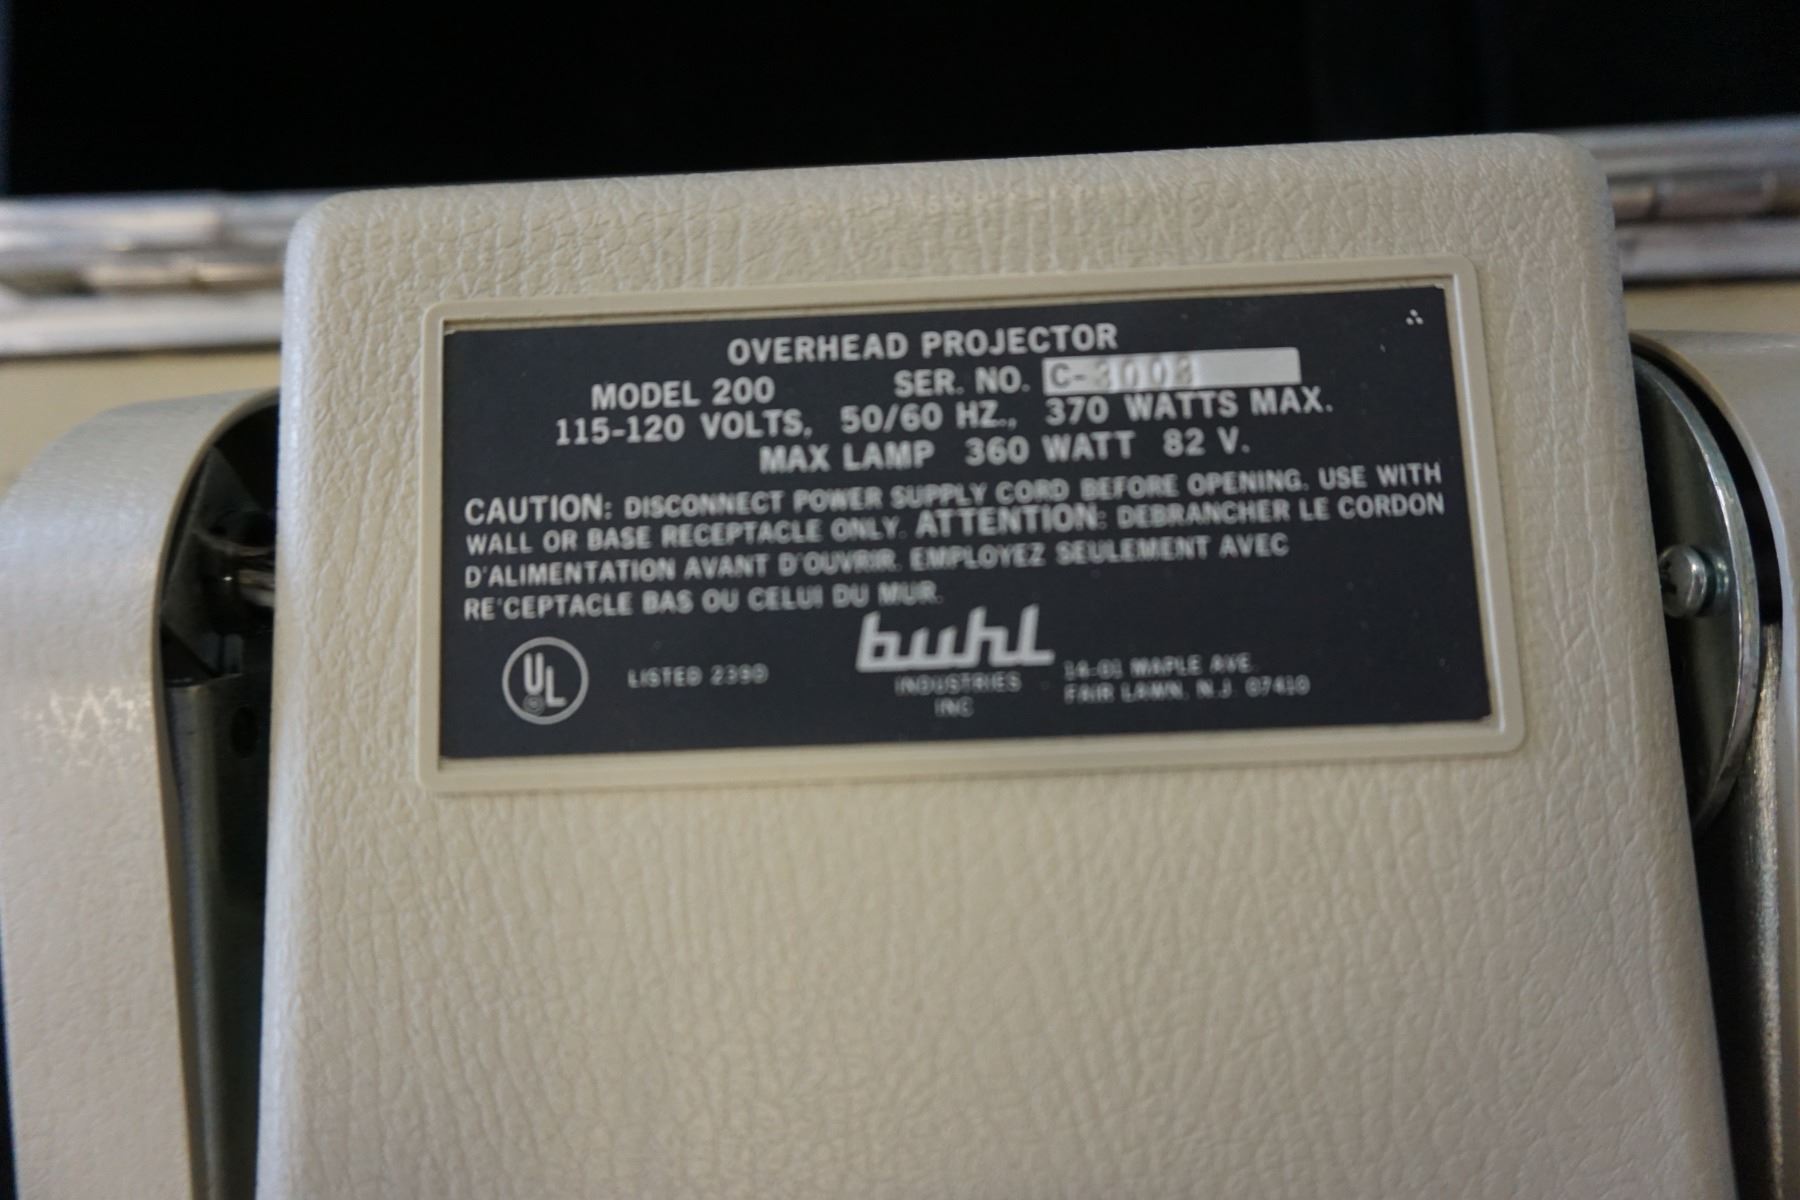 OVERHEAD PROJECTOR
MODEL 200 SER. NO. C-3003
115-120 VOLTS, 50/60 HZ., 370 WATTS MAX.
MAX LAMP 360 WATT 82 V.
CAUTION: DISCONNECT POWER SUPPLY CORD BEFORE OPENING. USE WITH
WALL OR BASE RECEPTACLE ONLY. ATTENTION: DEBRANCHER LE CORDON
D'ALIMENTATION AVANT D'OUVRIR. EMPLOYEZ SEULEMENT AVEC
RE'CEPTACLE BAS OU CELUI DU MUR.
UL LISTED 239D
buhl
INDUSTRIES
INC
14-01 MAPLE AVE.
FAIR LAWN, N.J. 07410